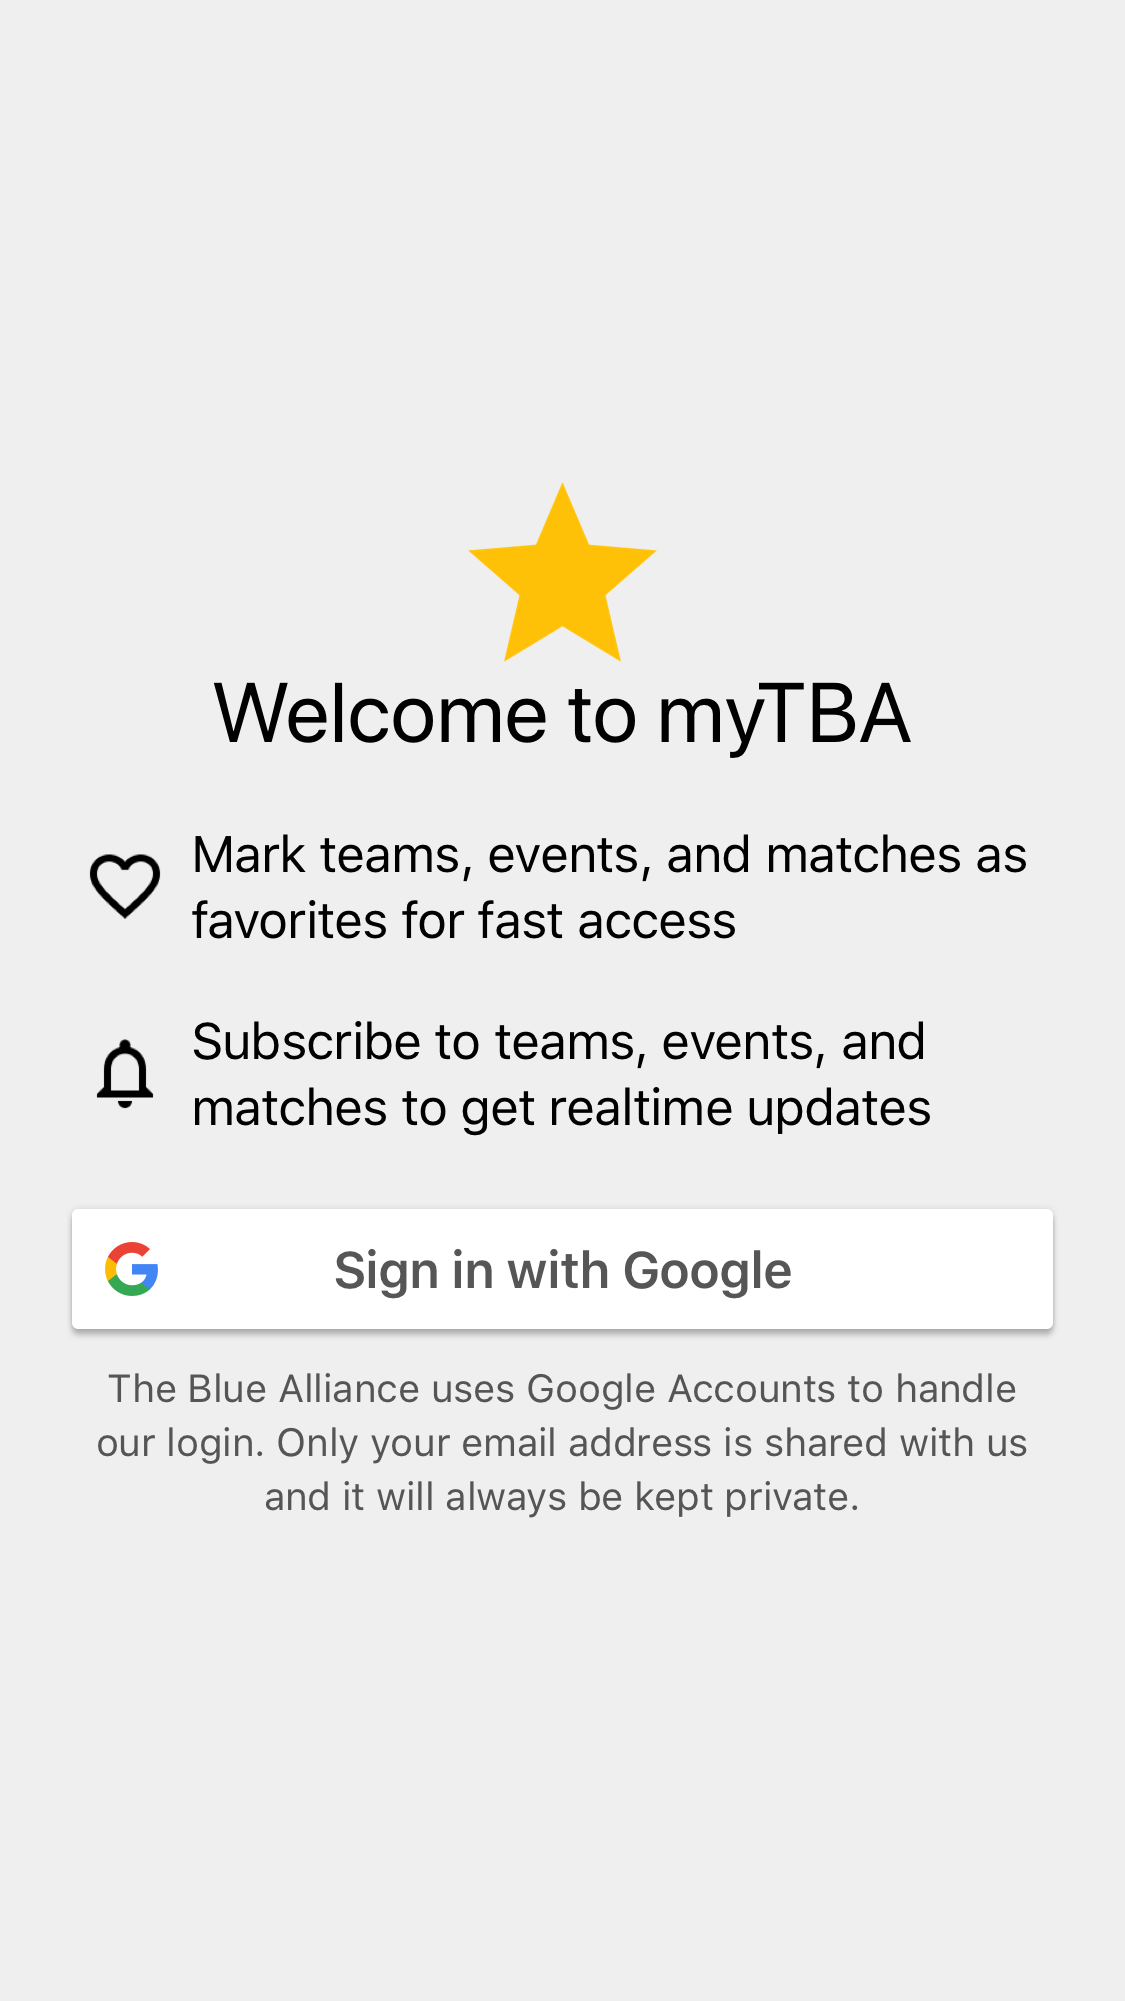 Welcome to myTBA
Mark teams, events, and matches as
favorites for fast access
Subscribe to teams, events, and
matches to get realtime updates
Sign in with Google
The Blue Alliance uses Google Accounts to handle
our login. Only your email address is shared with us
and it will always be kept private.